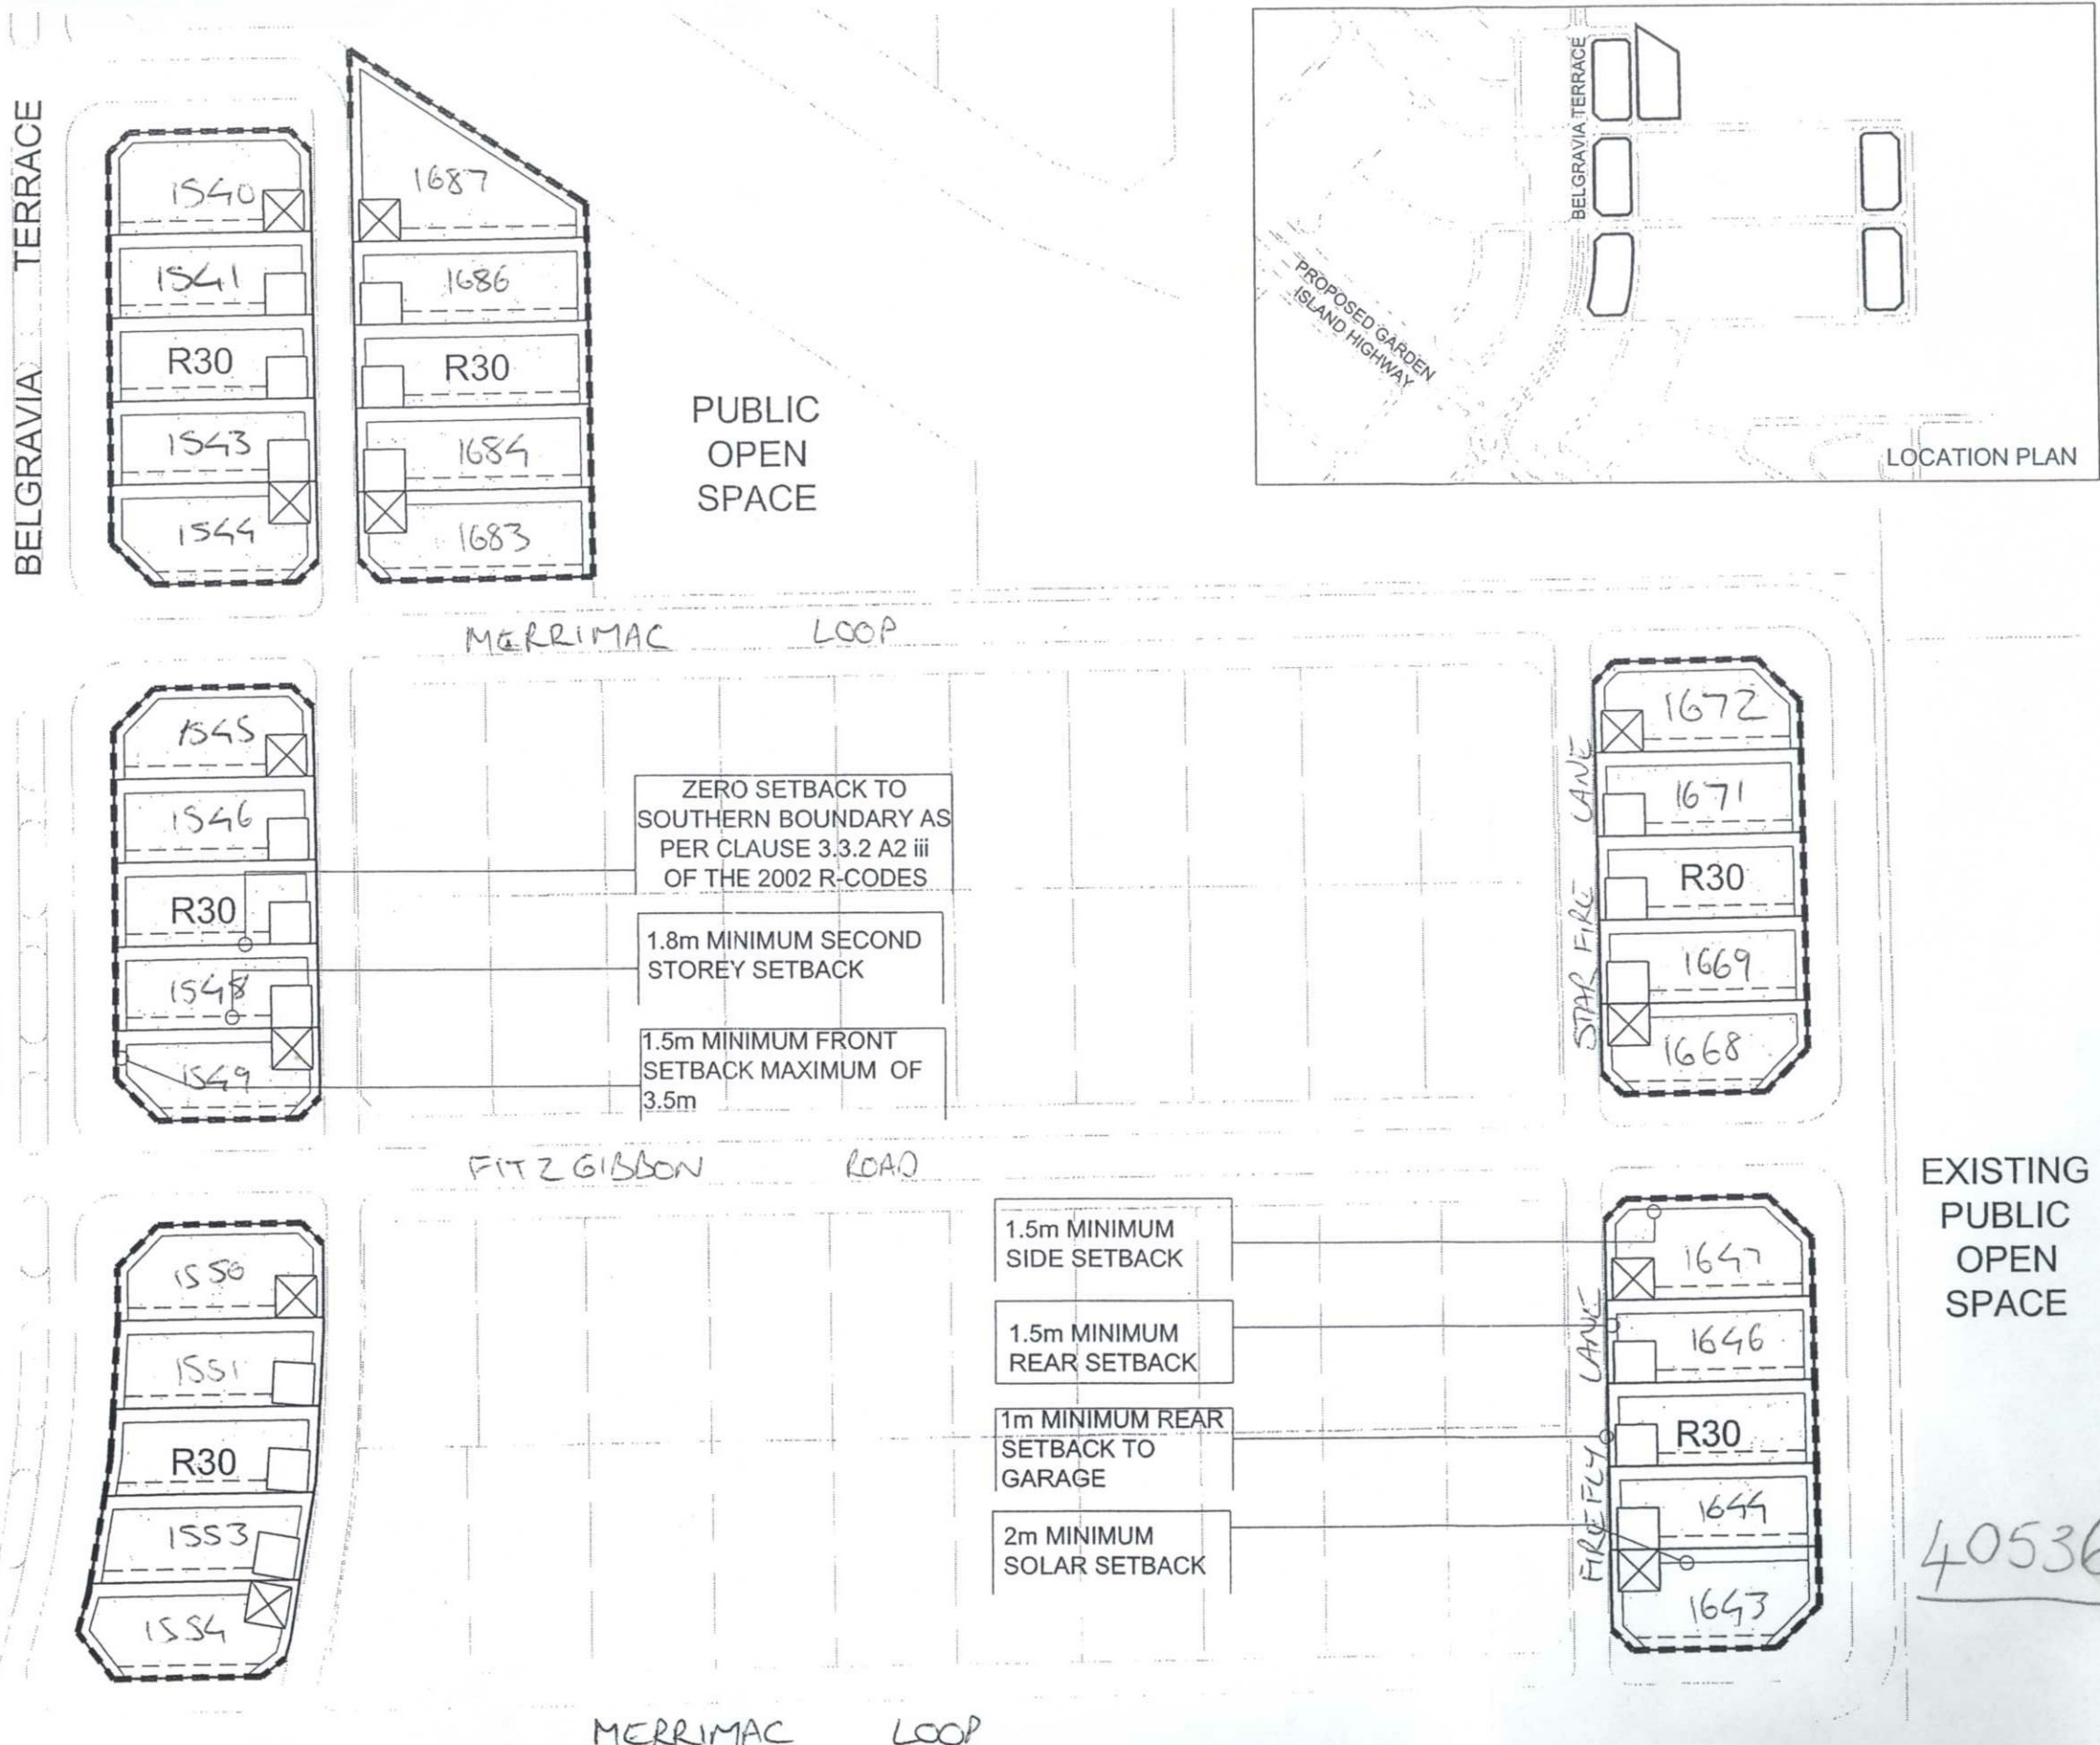 BELGRAVIA TERRACE
1540
1541
R30
1543
1544
1687
1686
R30
1684
1683
PUBLIC
OPEN
SPACE
BELGRAVIA TERRACE
PROPOSED GARDEN
ISLAND HIGHWAY
LOCATION PLAN
MERRIMAC LOOP
1545
1546
R30
1548
1549
ZERO SETBACK TO
SOUTHERN BOUNDARY AS
PER CLAUSE 3.3.2 A2 iii
OF THE 2002 R-CODES
1.8m MINIMUM SECOND
STOREY SETBACK
1.5m MINIMUM FRONT
SETBACK MAXIMUM OF
3.5m
STAR FIRE LANE
1672
1671
R30
1669
1668
FITZGIBBON ROAD
1550
1551
R30
1553
1554
1.5m MINIMUM
SIDE SETBACK
1.5m MINIMUM
REAR SETBACK
1m MINIMUM REAR
SETBACK TO
GARAGE
2m MINIMUM
SOLAR SETBACK
FIREFLY LANE
1647
1646
R30
1644
1643
EXISTING
PUBLIC
OPEN
SPACE
40536
MERRIMAC LOOP